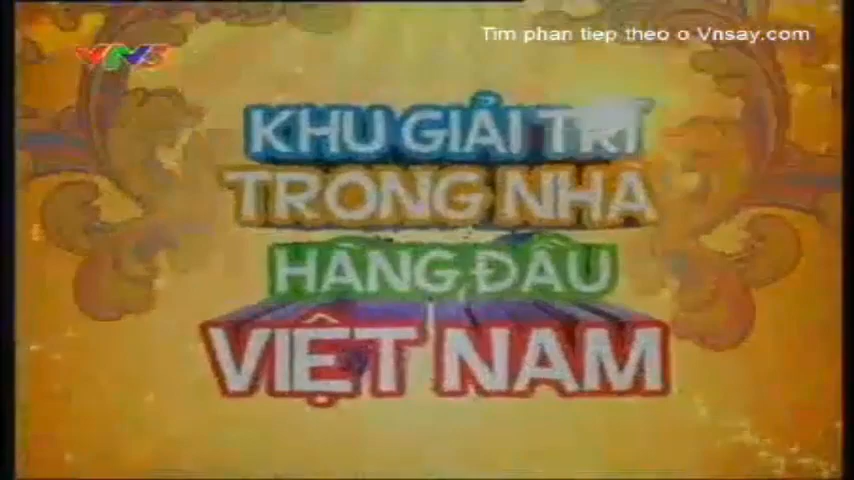 Tim phan tiep theo o Vnsay.com
VTV3
KHU GIẢI TRÍ
TRONG NHÀ
HÀNG ĐẦU
VIỆT NAM